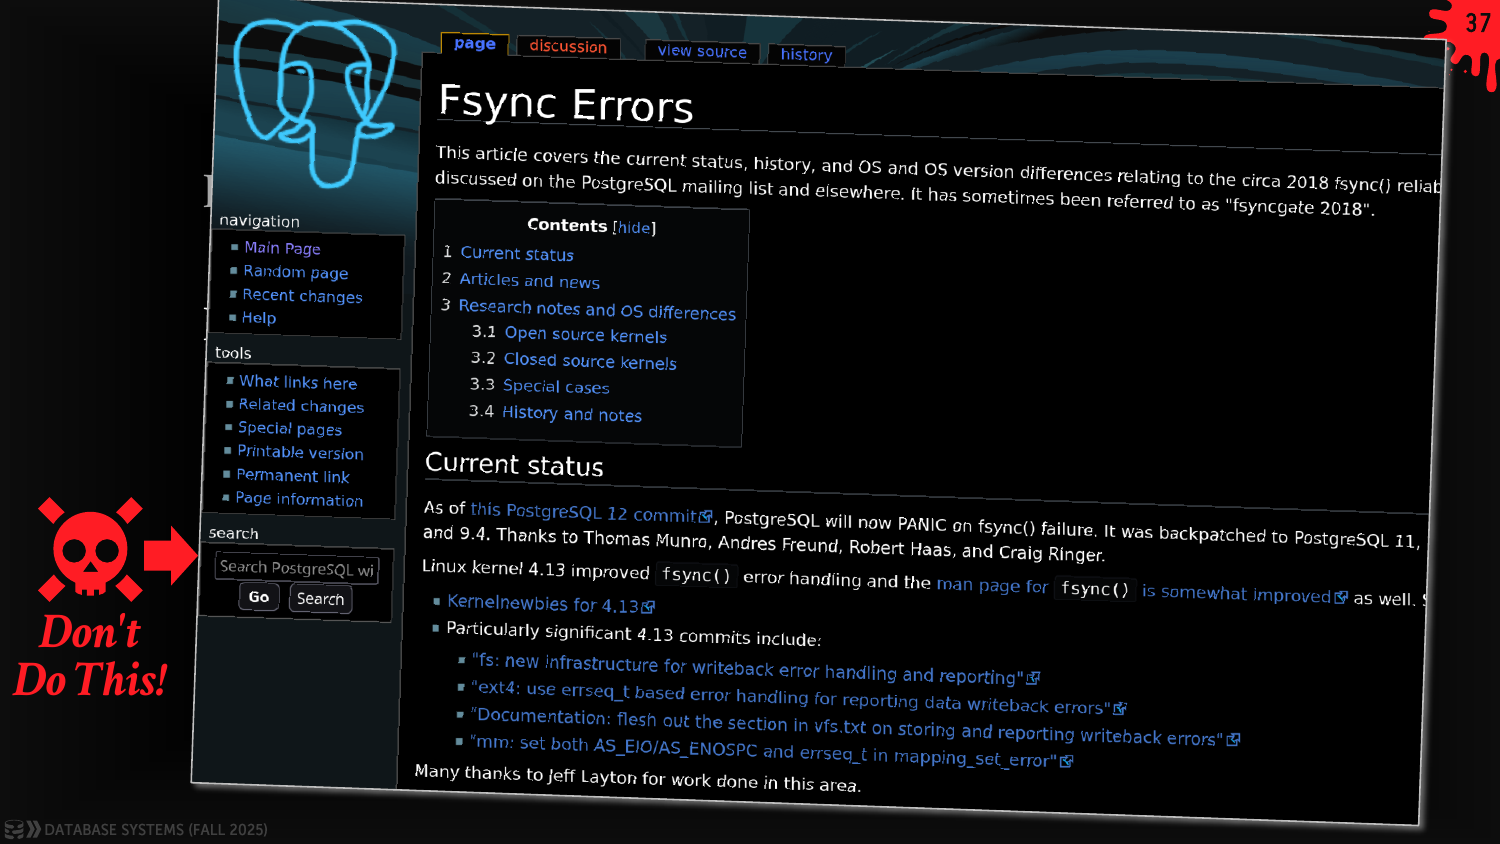 37
page discussion view source history
Fsync Errors
This article covers the current status, history, and OS and OS version differences relating to the circa 2018 fsync() reliab
discussed on the PostgreSQL mailing list and elsewhere. It has sometimes been referred to as "fsyncgate 2018".
navigation
Main Page
Random page
Recent changes
Help
tools
What links here
Related changes
Special pages
Printable version
Permanent link
Page information
search
Search PostgreSQL wi
Go Search
Contents [hide]
1 Current status
2 Articles and news
3 Research notes and OS differences
3.1 Open source kernels
3.2 Closed source kernels
3.3 Special cases
3.4 History and notes
Current status
As of this PostgreSQL 12 commit, PostgreSQL will now PANIC on fsync() failure. It was backpatched to PostgreSQL 11,
and 9.4. Thanks to Thomas Munro, Andres Freund, Robert Haas, and Craig Ringer.
Linux kernel 4.13 improved fsync() error handling and the man page for fsync() is somewhat improved as well.
Kernelnewbies for 4.13
Particularly significant 4.13 commits include:
"fs: new infrastructure for writeback error handling and reporting"
"ext4: use errseq_t based error handling for reporting data writeback errors"
"Documentation: flesh out the section in vfs.txt on storing and reporting writeback errors"
"mm: set both AS_EIO/AS_ENOSPC and errseq_t in mapping_set_error"
Many thanks to Jeff Layton for work done in this area.
Don't
Do This!
DATABASE SYSTEMS (FALL 2025)